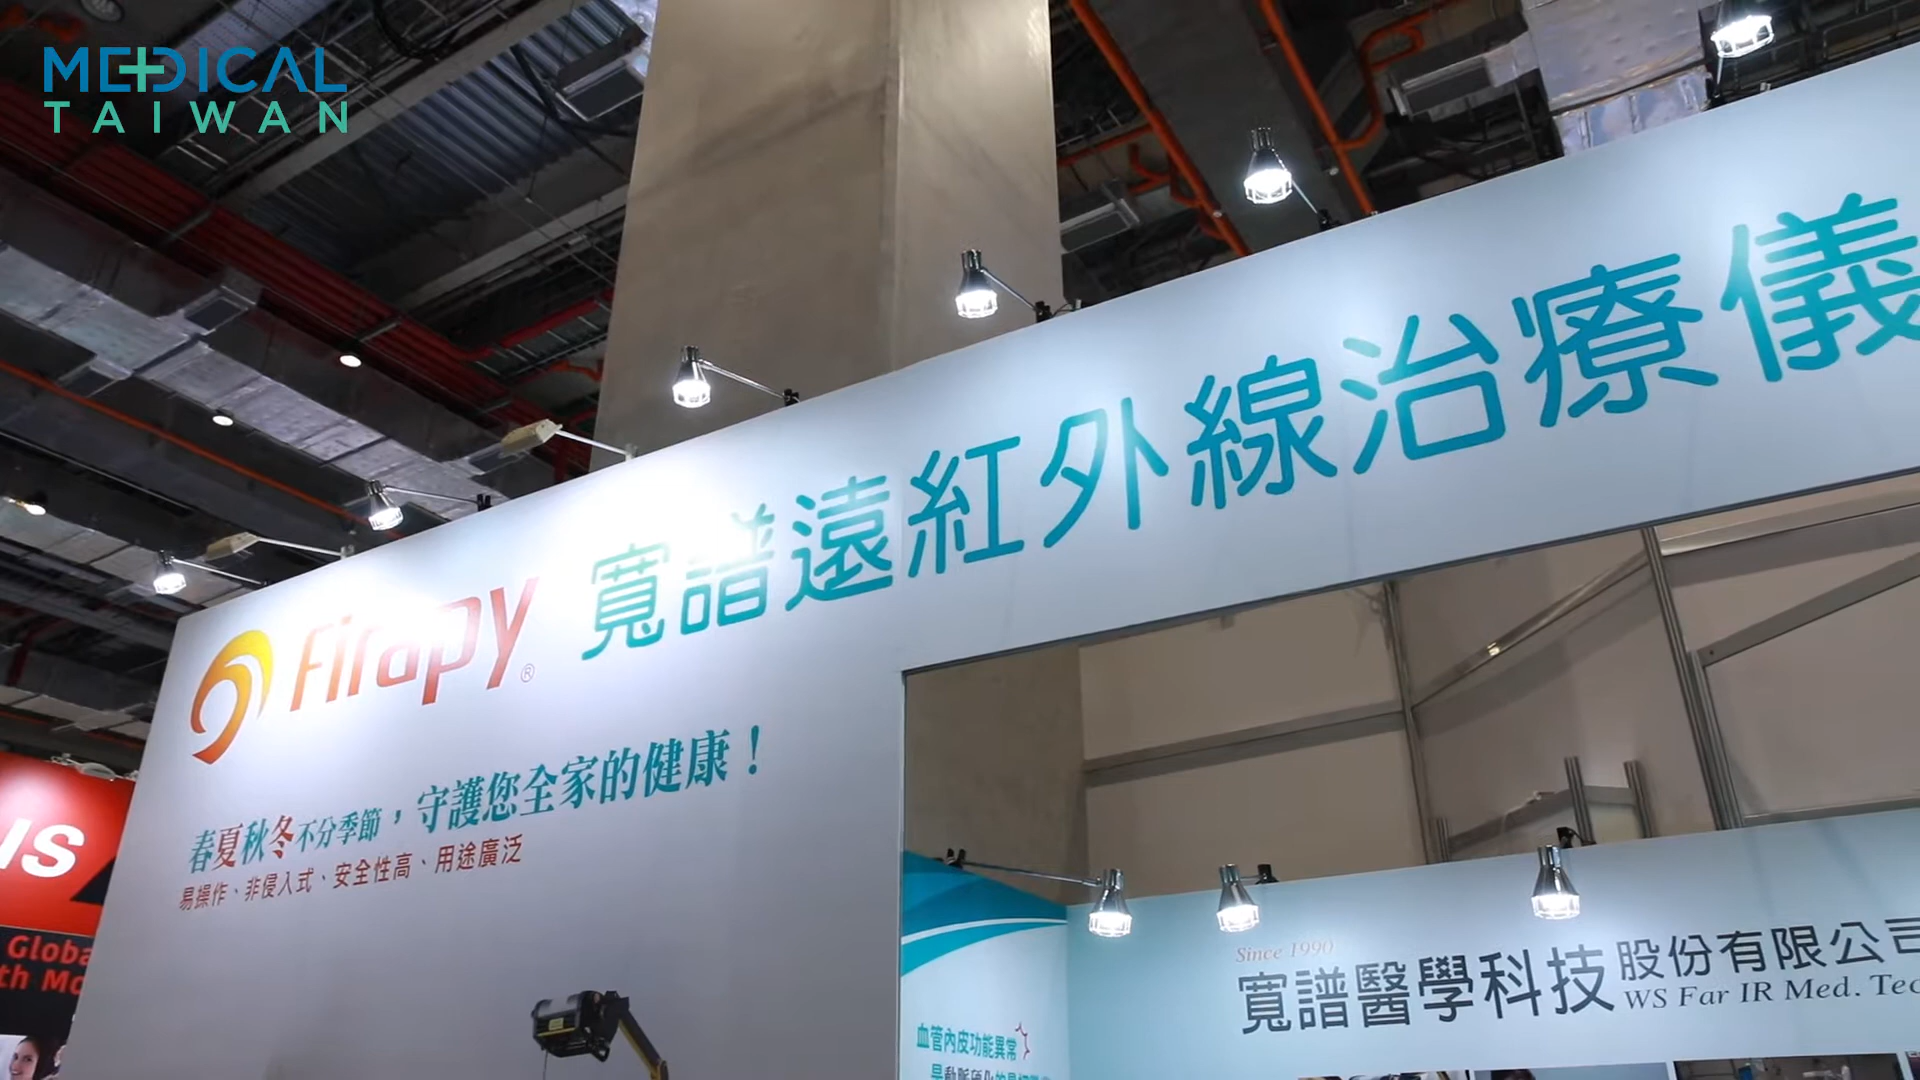 MEDICAL
TAIWAN
Firapy® 寬譜遠紅外線治療儀
春夏秋冬不分季節，守護您全家的健康！
易操作、非侵入式、安全性高、用途廣泛
Since 1990
寬譜醫學科技股份有限公司
WS Far IR Med.
血管內皮功能異常